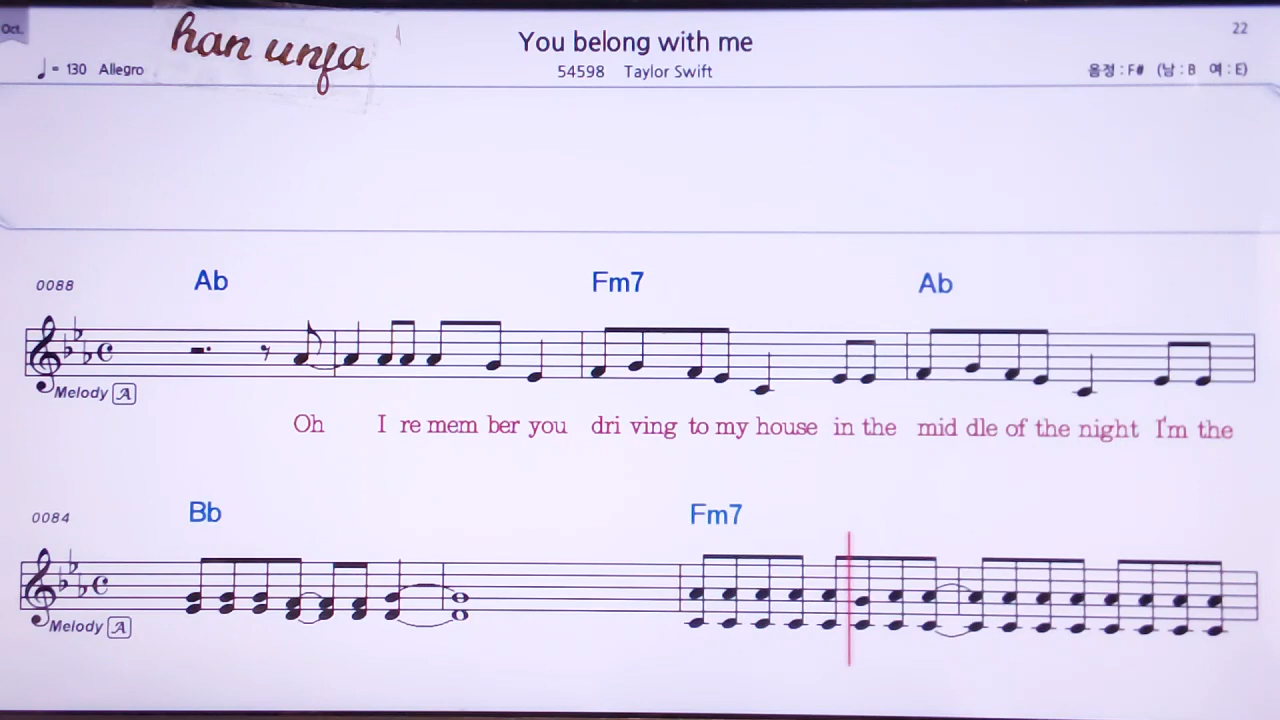 Oct.
han unja
♩= 130 Allegro
You belong with me
54598 Taylor Swift
22
음정 : F# (남 : B 여 : E)
0088
Ab Fm7 Ab
Melody A
Oh I re mem ber you dri ving to my house in the mid dle of the night I'm the
0084
Bb Fm7
Melody A